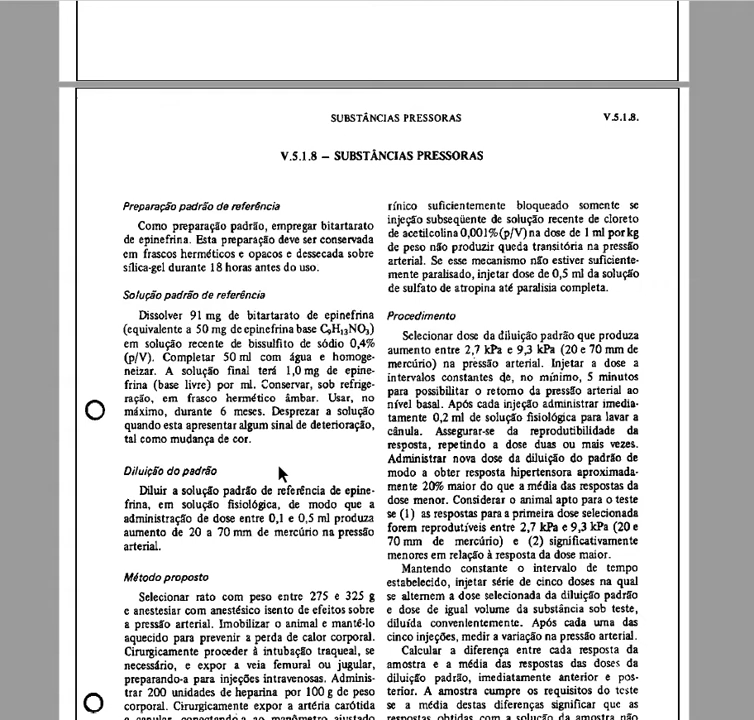 SUBSTÂNCIAS PRESSORAS
V.5.1.8.
V.5.1.8 – SUBSTÂNCIAS PRESSORAS
Preparação padrão de referência
Como preparação padrão, empregar bitartarato
de epinefrina. Esta preparação deve ser conservada
em frascos herméticos e opacos e dessecada sobre
sílica-gel durante 18 horas antes do uso.
Solução padrão de referência
Dissolver 91 mg de bitartarato de epinefrina
(equivalente a 50 mg de epinefrina base C₉H₁₃NO₃)
em solução recente de bissulfito de sódio 0,4%
(p/V). Completar 50 ml com água e homoge-
neizar. A solução final terá 1,0 mg de epine-
frina (base livre) por ml. Conservar, sob refrige-
ração, em frasco hermético âmbar. Usar, no
máximo, durante 6 meses. Desprezar a solução
quando esta apresentar algum sinal de deterioração,
tal como mudança de cor.
Diluição do padrão
Diluir a solução padrão de referência de epine-
frina, em solução fisiológica, de modo que a
administração de dose entre 0,1 e 0,5 ml produza
aumento de 20 a 70 mm de mercúrio na pressão
arterial.
Método proposto
Selecionar rato com peso entre 275 e 325 g
e anestesiar com anestésico isento de efeitos sobre
a pressão arterial. Imobilizar o animal e mantê-lo
aquecido para prevenir a perda de calor corporal.
Cirurgicamente proceder à intubação traqueal, se
necessário, e expor a veia femural ou jugular,
preparando-a para injeções intravenosas. Adminis-
trar 200 unidades de heparina por 100 g de peso
corporal. Cirurgicamente expor a artéria carótida
e canular, conectando-a ao manômetro ajustado
rínico suficientemente bloqueado somente se
injeção subseqüente de solução recente de cloreto
de acetilcolina 0,001% (p/V) na dose de 1 ml por kg
de peso não produzir queda transitória na pressão
arterial. Se esse mecanismo não estiver suficiente-
mente paralisado, injetar dose de 0,5 ml da solução
de sulfato de atropina até paralisia completa.
Procedimento
Selecionar dose da diluição padrão que produza
aumento entre 2,7 kPa e 9,3 kPa (20 e 70 mm de
mercúrio) na pressão arterial. Injetar a dose a
intervalos constantes de, no mínimo, 5 minutos
para possibilitar o retorno da pressão arterial ao
nível basal. Após cada injeção administrar imedia-
tamente 0,2 ml de solução fisiológica para lavar a
cânula. Assegurar-se da reprodutibilidade da
resposta, repetindo a dose duas ou mais vezes.
Administrar nova dose da diluição do padrão de
modo a obter resposta hipertensora aproximada-
mente 20% maior do que a média das respostas da
dose menor. Considerar o animal apto para o teste
se (1) as respostas para a primeira dose selecionada
forem reprodutíveis entre 2,7 kPa e 9,3 kPa (20 e
70 mm de mercúrio) e (2) significativamente
menores em relação à resposta da dose maior.
Mantendo constante o intervalo de tempo
estabelecido, injetar série de cinco doses na qual
se alternem a dose selecionada da diluição padrão
e dose de igual volume da substância sob teste,
diluída convenientemente. Após cada uma das
cinco injeções, medir a variação na pressão arterial.
Calcular a diferença entre cada resposta da
amostra e a média das respostas das doses da
diluição padrão, imediatamente anterior e pos-
terior. A amostra cumpre os requisitos do teste
se a média destas diferenças significar que as
respostas obtidas com a solução da amostra não